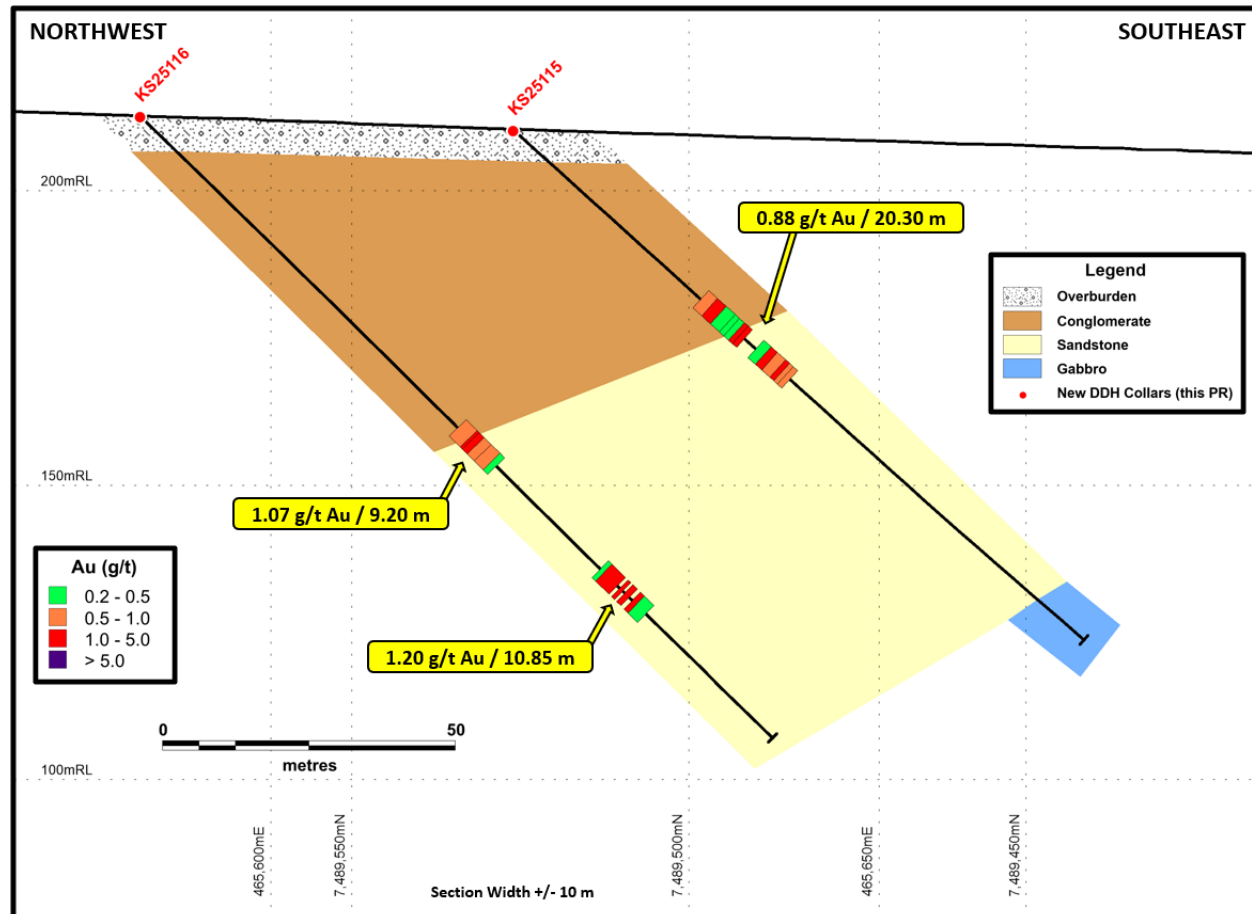 NORTHWEST
SOUTHEAST
KS25116
KS25115
200mRL
0.88 g/t Au / 20.30 m
Legend
Overburden
Conglomerate
Sandstone
Gabbro
New DDH Collars (this PR)
150mRL
1.07 g/t Au / 9.20 m
Au (g/t)
0.2 - 0.5
0.5 - 1.0
1.0 - 5.0
> 5.0
1.20 g/t Au / 10.85 m
0
50
metres
100mRL
465,600mE
7,489,550mN
7,489,500mN
465,650mE
7,489,450mN
Section Width +/- 10 m